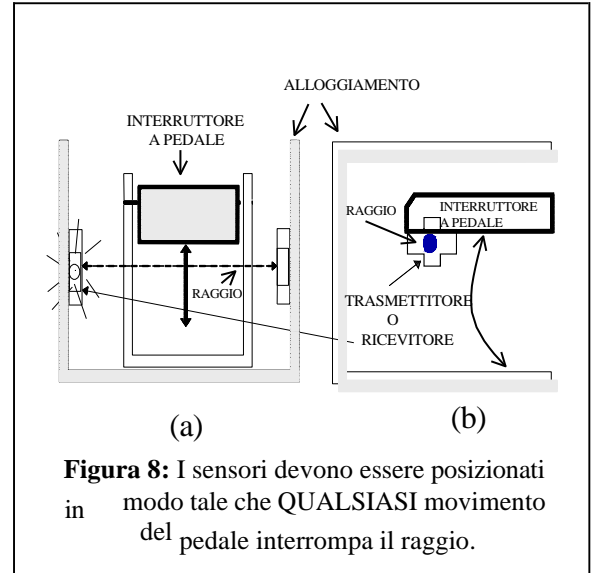 ALLOGGIAMENTO
INTERRUTTORE
A PEDALE
RAGGIO
INTERRUTTORE
A PEDALE
RAGGIO
TRASMETTITORE
O
RICEVITORE
(a)
(b)
Figura 8: I sensori devono essere posizionati
in modo tale che QUALSIASI movimento
del pedale interrompa il raggio.